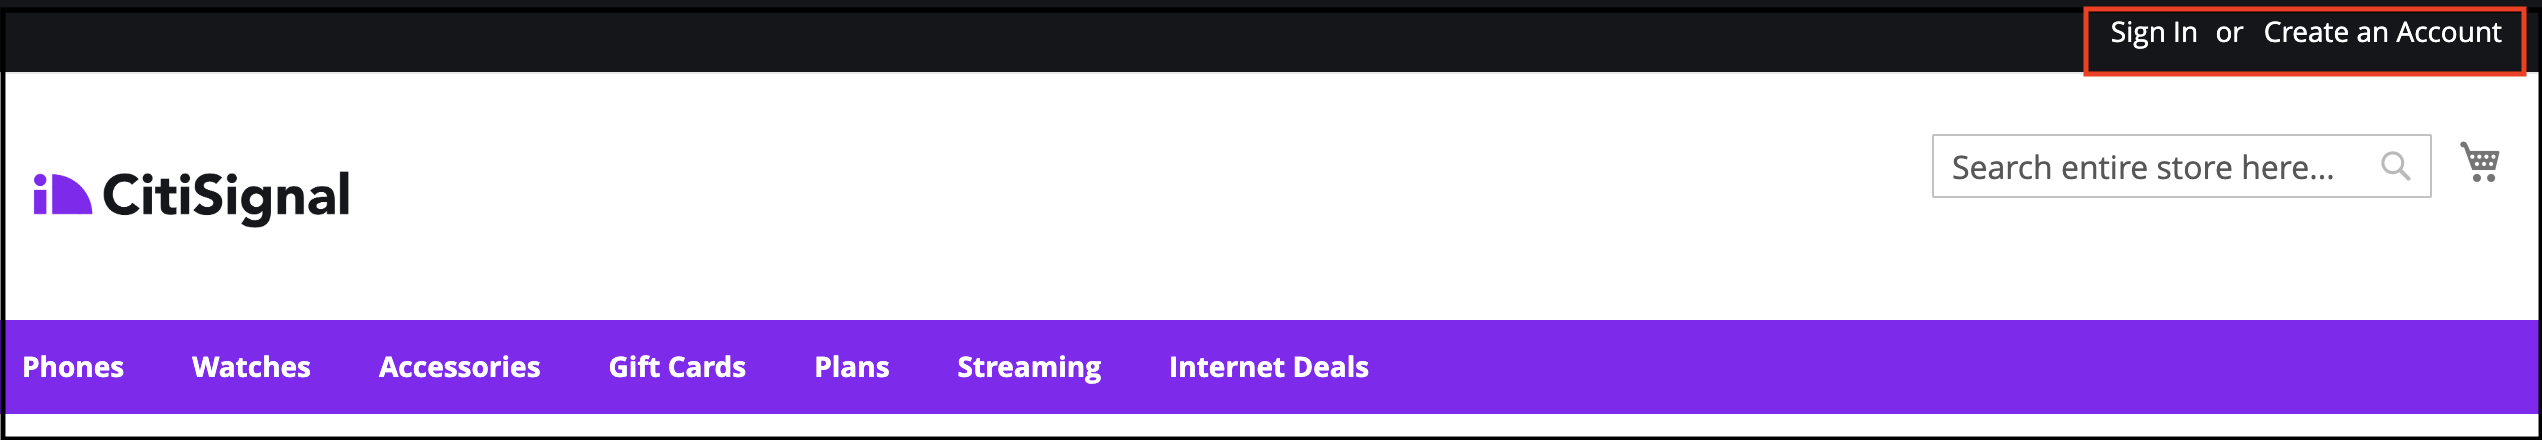 Sign In or Create an Account
CitiSignal
Search entire store here...
Phones Watches Accessories Gift Cards Plans Streaming Internet Deals